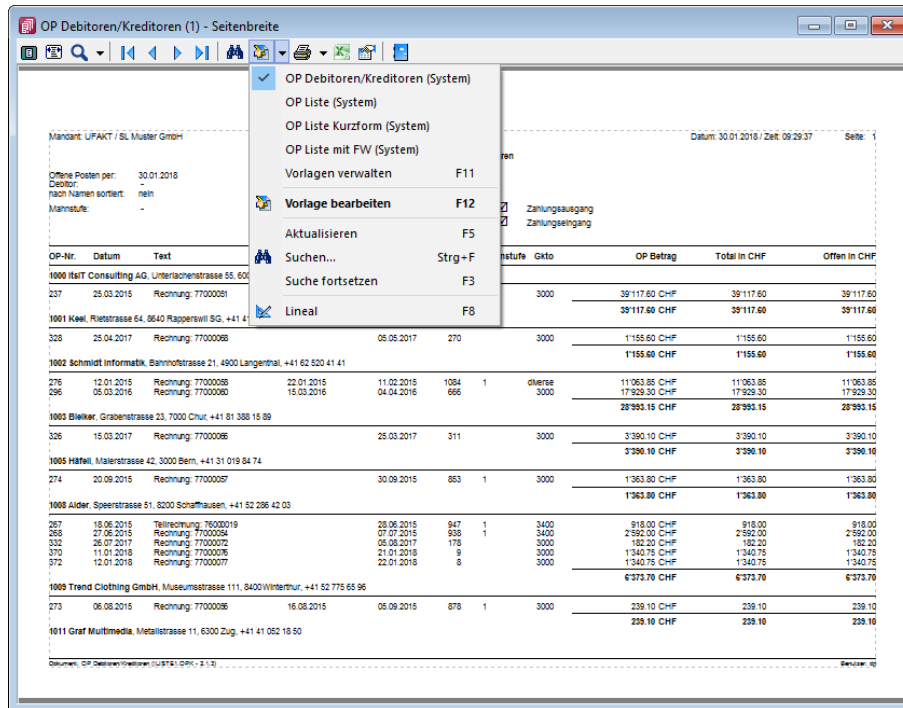 OP Debitoren/Kreditoren (1) - Seitenbreite
OP Debitoren/Kreditoren (System)
OP Liste (System)
OP Liste Kurzform (System)
OP Liste mit FW (System)
Vorlagen verwalten F11
Vorlage bearbeiten F12
Aktualisieren F5
Suchen... Strg+F
Suche fortsetzen F3
Lineal F8
Mandant: UFAKT / SL Muster GmbH Datum: 30.01.2018 / Zeit: 09:29:37 Seite: 1
ren
Offene Posten per: 30.01.2018
Debitor: -
nach Namen sortiert: nein
Mahnstufe: - Zahlungsausgang
Zahlungseingang
OP-Nr. Datum Text nstufe Gkto OP Betrag Total in CHF Offen in CHF
1000 ItsIT Consulting AG, Unterlachenstrasse 55, 600
237 25.03.2015 Rechnung: 77000051 3000 39'117.60 CHF 39'117.60 39'117.60
39'117.60 CHF 39'117.60 39'117.60
1001 Keel, Rietstrasse 64, 8640 Rapperswil SG, +41 41
328 25.04.2017 Rechnung: 77000068 05.05.2017 270 3000 1'155.60 CHF 1'155.60 1'155.60
1'155.60 CHF 1'155.60 1'155.60
1002 Schmidt Informatik, Bahnhofstrasse 21, 4900 Langenthal, +41 62 520 41 41
276 12.01.2015 Rechnung: 77000058 22.01.2015 11.02.2015 1084 1 diverse 11'063.85 CHF 11'063.85 11'063.85
296 05.03.2016 Rechnung: 77000060 15.03.2016 04.04.2016 666 3000 17'929.30 CHF 17'929.30 17'929.30
28'993.15 CHF 28'993.15 28'993.15
1003 Bleiker, Grabenstrasse 23, 7000 Chur, +41 81 388 15 89
326 15.03.2017 Rechnung: 77000066 25.03.2017 311 3000 3'390.10 CHF 3'390.10 3'390.10
3'390.10 CHF 3'390.10 3'390.10
1005 Häfeli, Malerstrasse 42, 3000 Bern, +41 31 019 84 74
274 20.09.2015 Rechnung: 77000057 30.09.2015 853 1 3000 1'363.80 CHF 1'363.80 1'363.80
1'363.80 CHF 1'363.80 1'363.80
1008 Alder, Speerstrasse 51, 8200 Schaffhausen, +41 52 286 42 03
267 18.06.2015 Teilrechnung: 76000019 28.06.2015 947 1 3400 918.00 CHF 918.00 918.00
268 27.06.2015 Rechnung: 77000054 07.07.2015 938 1 3400 2'592.00 CHF 2'592.00 2'592.00
332 26.07.2017 Rechnung: 77000072 05.08.2017 178 3000 182.20 CHF 182.20 182.20
370 11.01.2018 Rechnung: 77000076 21.01.2018 9 3000 1'340.75 CHF 1'340.75 1'340.75
372 12.01.2018 Rechnung: 77000077 22.01.2018 8 3000 1'340.75 CHF 1'340.75 1'340.75
6'373.70 CHF 6'373.70 6'373.70
1009 Trend Clothing GmbH, Museumsstrasse 111, 8400 Winterthur, +41 52 775 65 96
273 06.08.2015 Rechnung: 77000056 16.08.2015 05.09.2015 878 1 3000 239.10 CHF 239.10 239.10
239.10 CHF 239.10 239.10
1011 Graf Multimedia, Metallstrasse 11, 6300 Zug, +41 41 052 18 50
Dokument: OP Debitoren/Kreditoren (!LISTE1.OPK - 2.1.3) Benutzer: dp